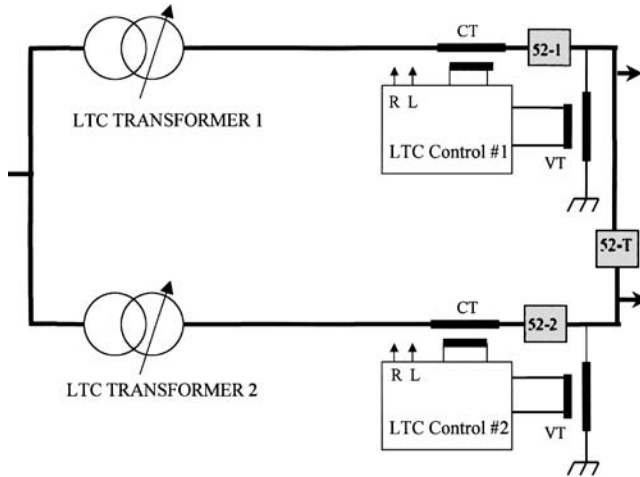 CT
52-1
R L
LTC TRANSFORMER 1
LTC Control #1
VT
52-T
CT
52-2
R L
LTC TRANSFORMER 2
LTC Control #2
VT